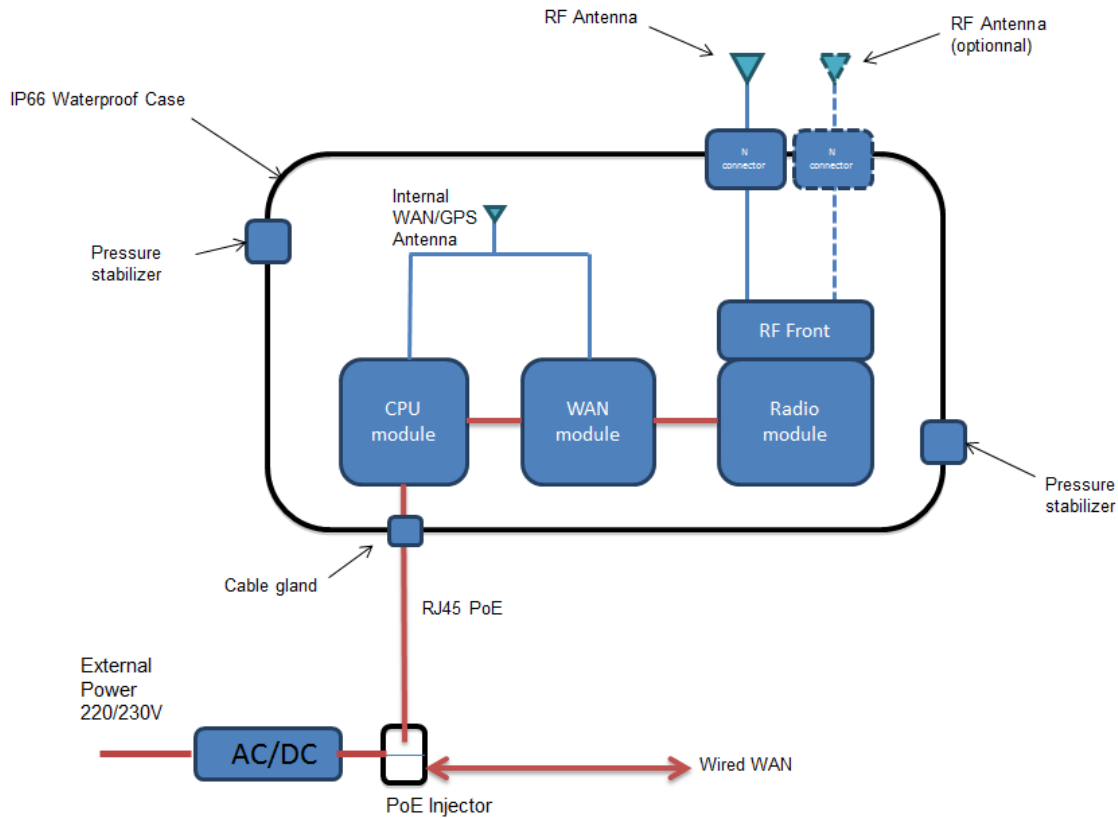 RF Antenna
RF Antenna
(optionnal)
IP66 Waterproof Case
N
connector
N
connector
Internal
WAN/GPS
Antenna
Pressure
stabilizer
RF Front
CPU
module
WAN
module
Radio
module
Pressure
stabilizer
Cable gland
RJ45 PoE
External
Power
220/230V
AC/DC
Wired WAN
PoE Injector